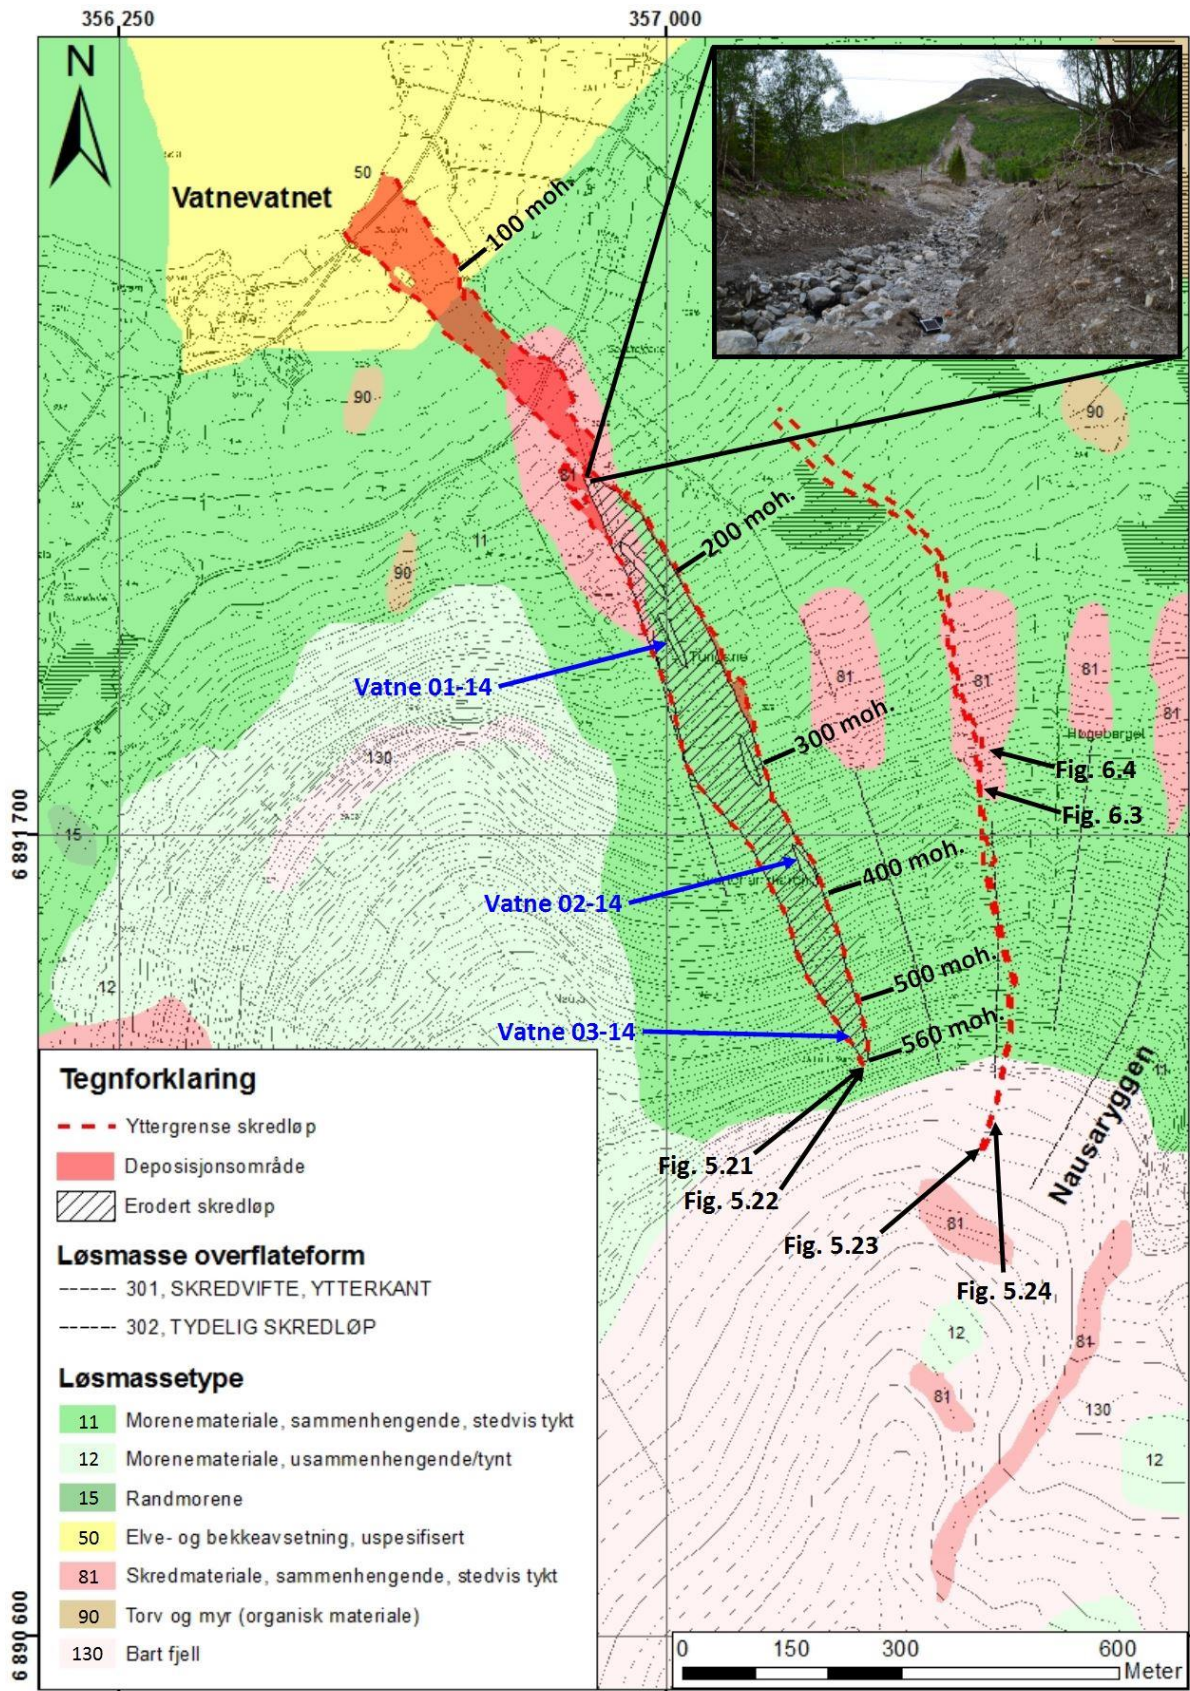 356 250
357 000
N
50
Vatnevatnet
100 moh.
90
90
81
200 moh.
11
90
Vatne 01-14
81
81
81
81
130
300 moh.
Høgebørgel
Fig. 6.4
Fig. 6.3
6 891 700
15
400 moh.
Vatne 02-14
500 moh.
12
Vatne 03-14
560 moh.
11
Nausaryggen
Fig. 5.21
Fig. 5.22
Fig. 5.23
Fig. 5.24
81
12
81
81
130
12
Tegnforklaring
Yttergrense skredløp
Deposisjonsområde
Erodert skredløp
Løsmasse overflateform
301, SKREDVIFTE, YTTERKANT
302, TYDELIG SKREDLØP
Løsmassetype
11 Morenemateriale, sammenhengende, stedvis tykt
12 Morenemateriale, usammenhengende/tynt
15 Randmorene
50 Elve- og bekkeavsetning, uspesifisert
81 Skredmateriale, sammenhengende, stedvis tykt
90 Torv og myr (organisk materiale)
130 Bart fjell
6 890 600
0 150 300 600
Meter